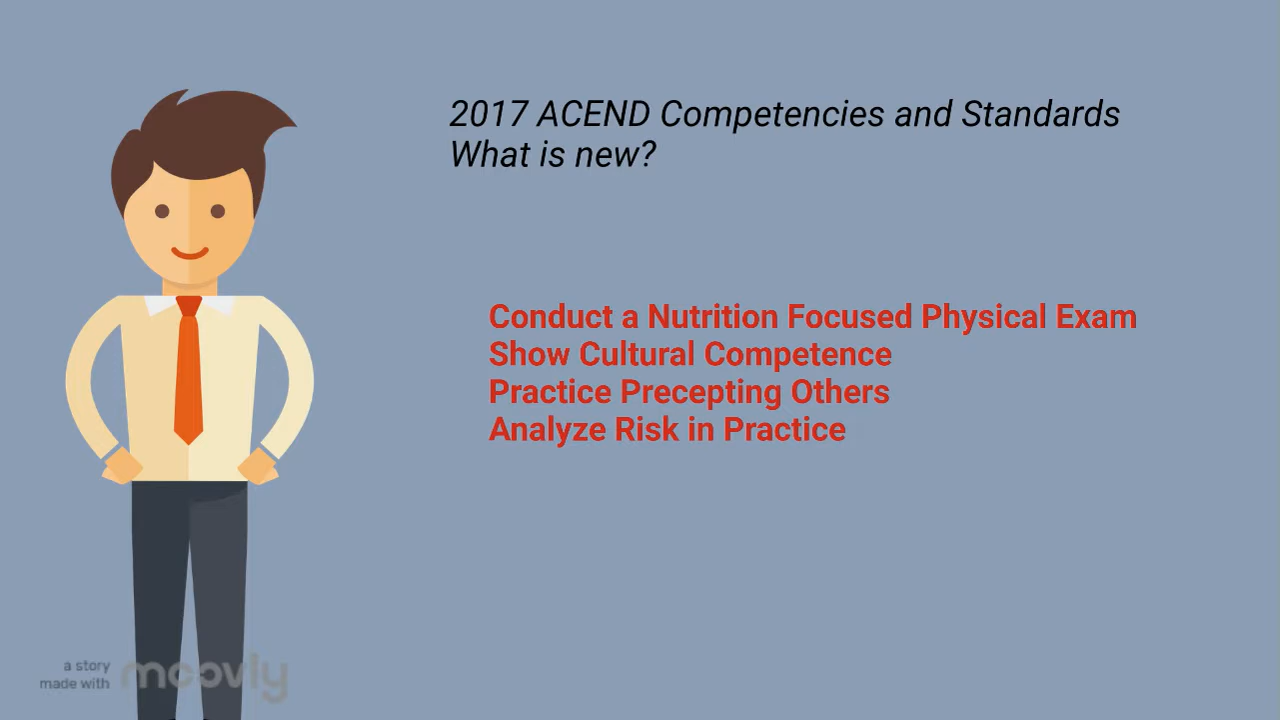 2017 ACEND Competencies and Standards
What is new?
Conduct a Nutrition Focused Physical Exam
Show Cultural Competence
Practice Precepting Others
Analyze Risk in Practice
a story
made with moovly